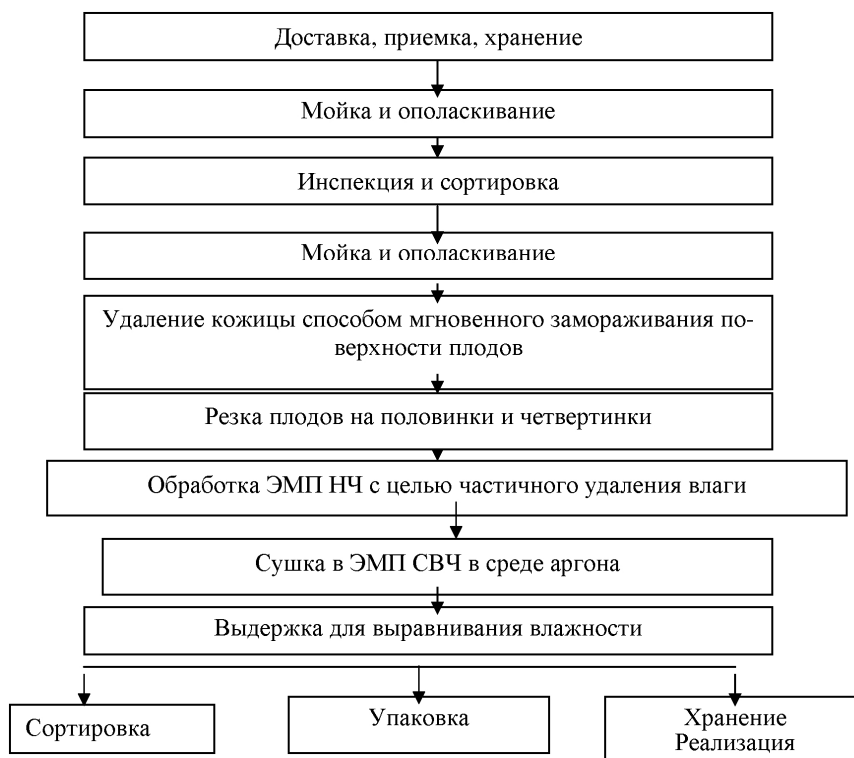 Доставка, приемка, хранение
Мойка и ополаскивание
Инспекция и сортировка
Мойка и ополаскивание
Удаление кожицы способом мгновенного замораживания по-
верхности плодов
Резка плодов на половинки и четвертинки
Обработка ЭМП НЧ с целью частичного удаления влаги
Сушка в ЭМП СВЧ в среде аргона
Выдержка для выравнивания влажности
Сортировка
Упаковка
Хранение
Реализация